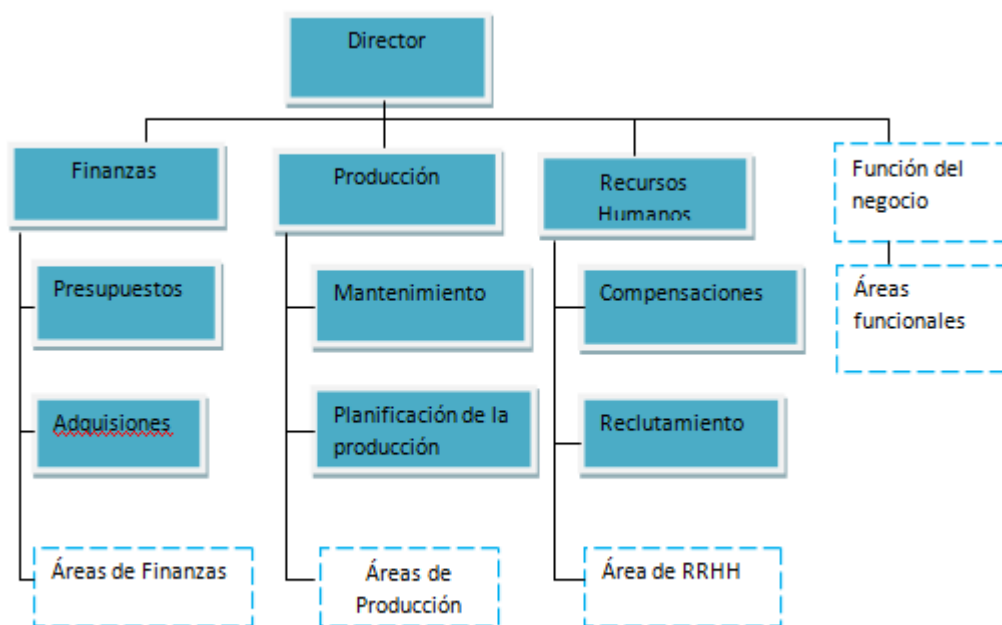 Director
Finanzas
Producción
Recursos
Humanos
Función del
negocio
Presupuestos
Mantenimiento
Compensaciones
Áreas
funcionales
Adquisiones
Planificación de la
producción
Reclutamiento
Áreas de Finanzas
Áreas de
Producción
Área de RRHH